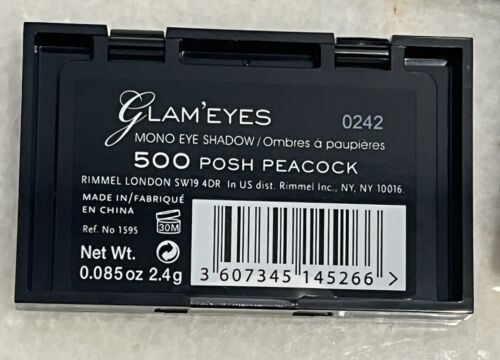 GLAM'EYES
0242
MONO EYE SHADOW/Ombres à paupières
500 POSH PEACOCK
RIMMEL LONDON SW19 4DR In US dist. Rimmel Inc., NY, NY 10016
MADE IN/FABRIQUÉ
EN CHINA
Ref. No 1595
30M
Net Wt.
0.085oz 2.4g
3 607345 145266 >